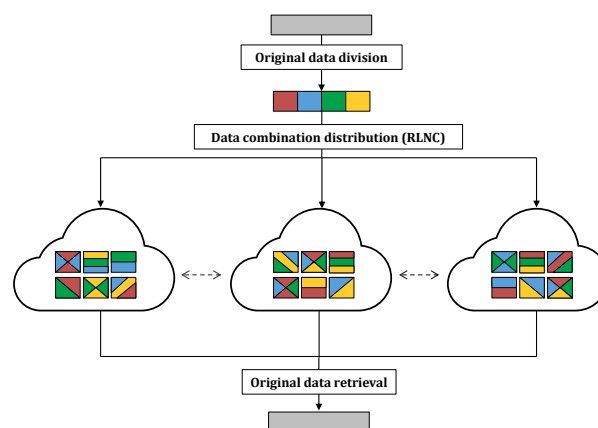 Original data division
Data combination distribution (RLNC)
Original data retrieval